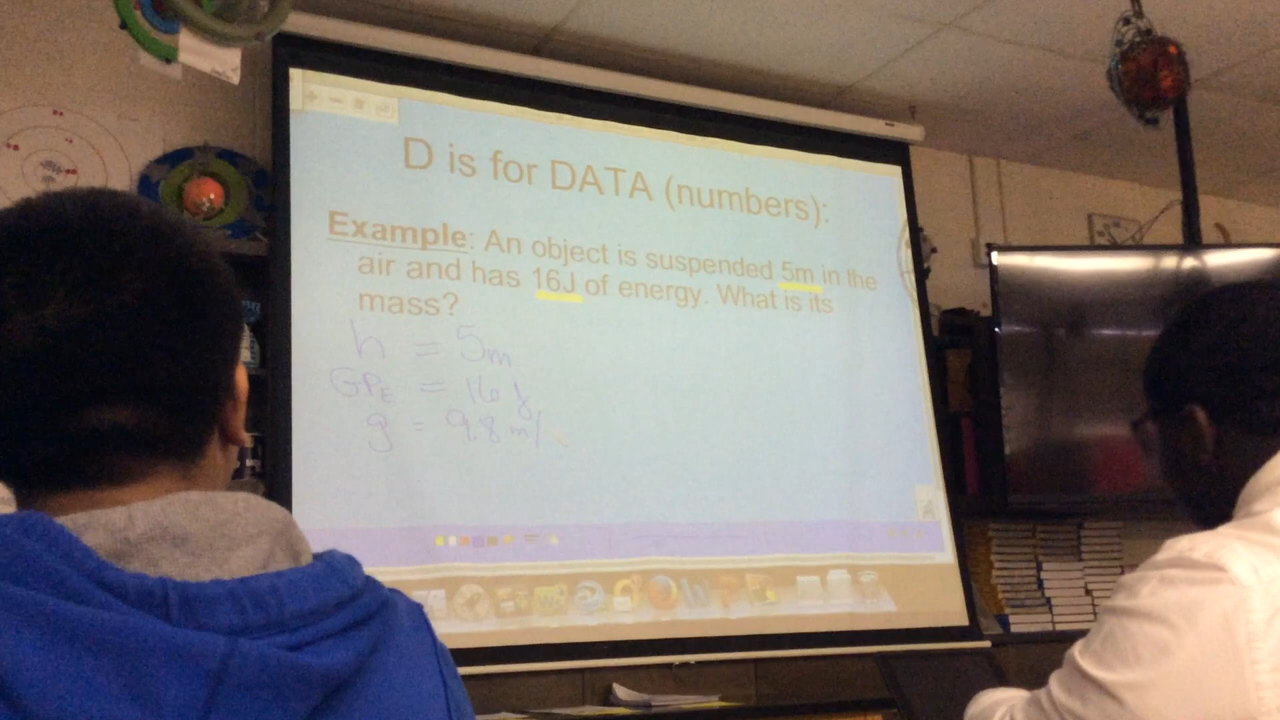 D is for DATA (numbers):
Example: An object is suspended 5m in the
air and has 16J of energy. What is its
mass?
h = 5m
GPE = 16 J
g = 9.8 m/